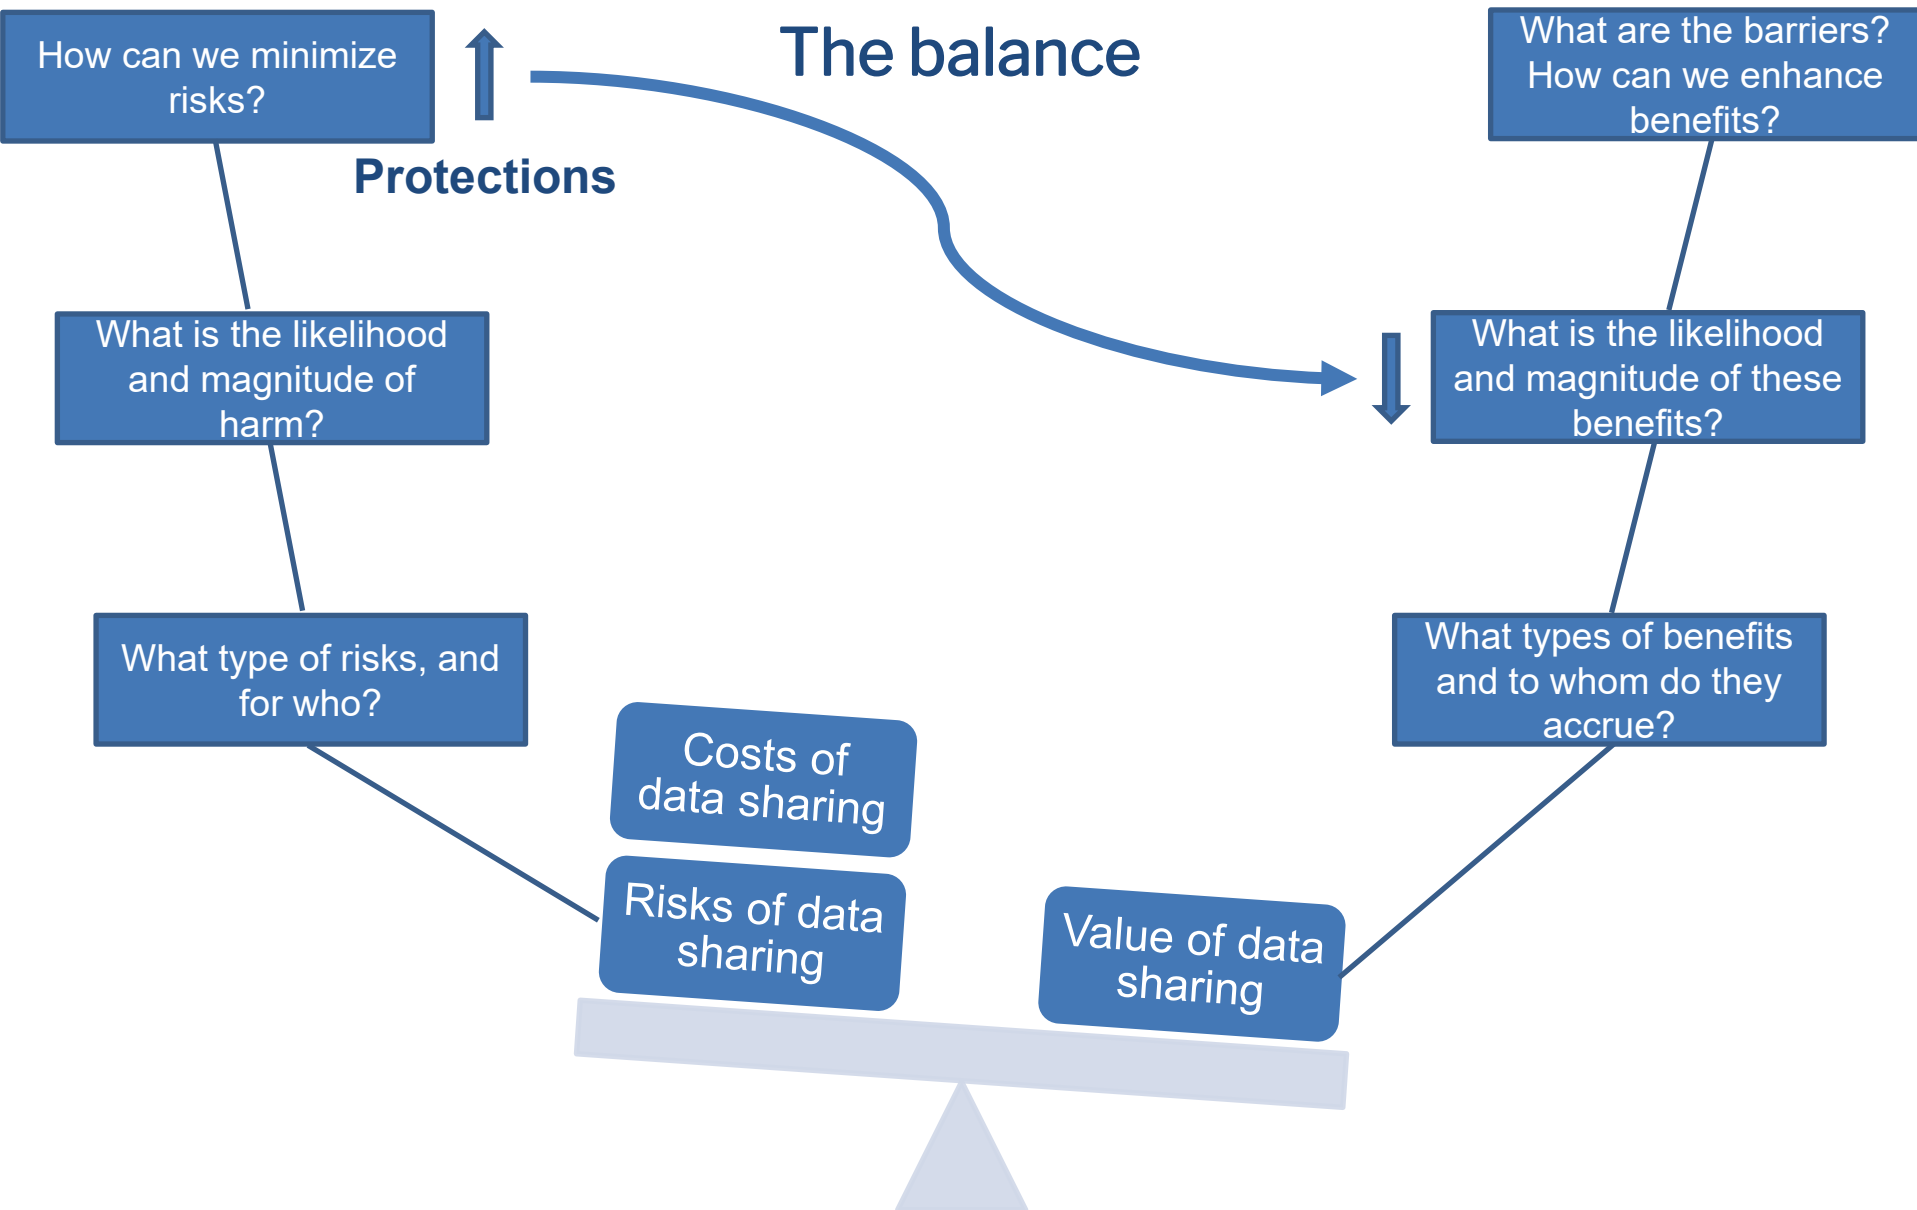 The balance
How can we minimize
risks?
Protections
What are the barriers?
How can we enhance
benefits?
What is the likelihood
and magnitude of
harm?
What is the likelihood
and magnitude of these
benefits?
What type of risks, and
for who?
What types of benefits
and to whom do they
accrue?
Costs of
data sharing
Risks of data
sharing
Value of data
sharing